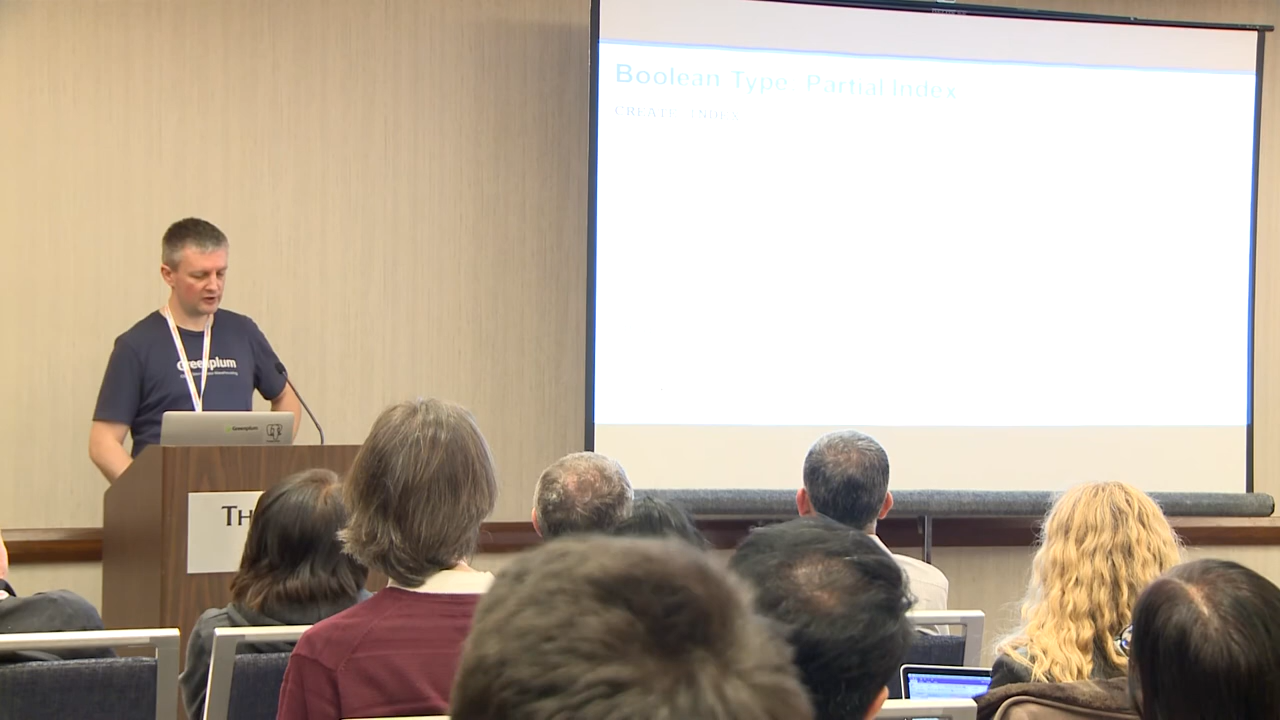 Boolean Type Partial Index
CREATE INDEX
Greenplum
Greenplum
TH